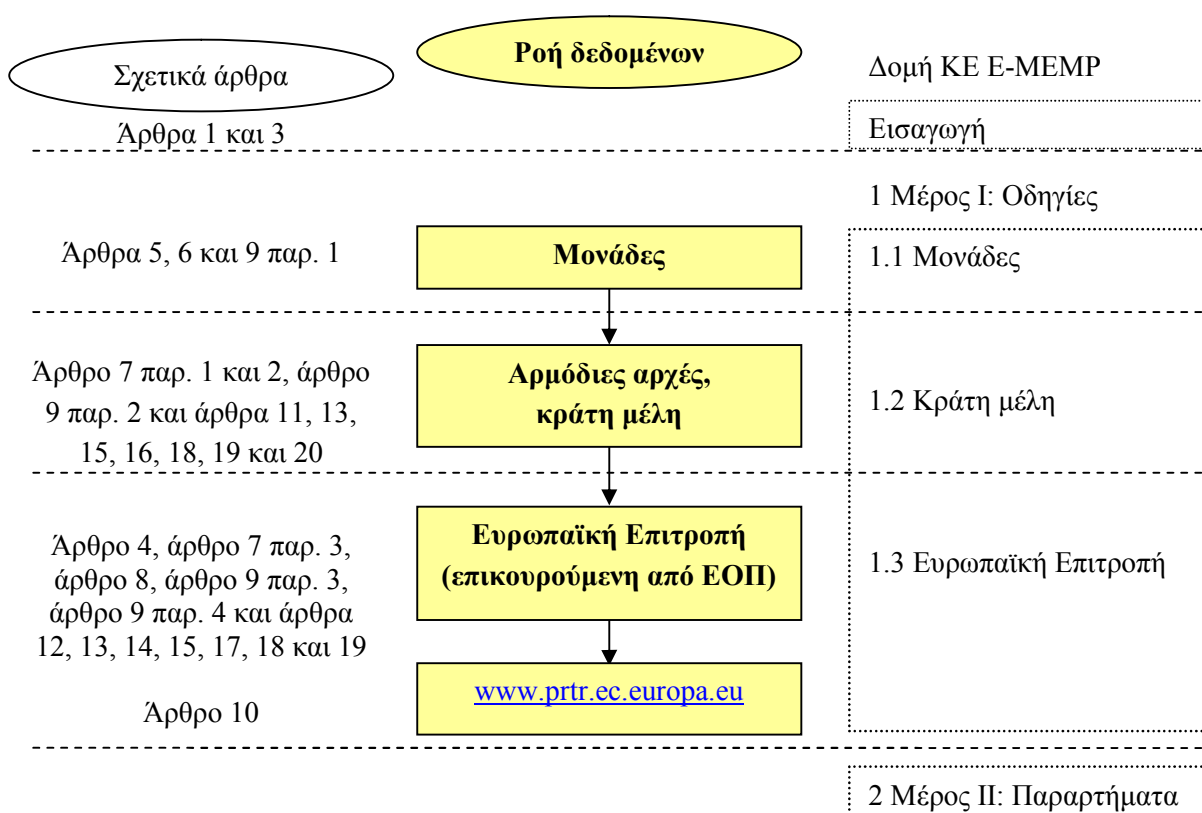 Σχετικά άρθρα
Ροή δεδομένων
Δομή ΚΕ Ε-ΜΕΜΡ
Άρθρα 1 και 3
Εισαγωγή
1 Μέρος Ι: Οδηγίες
Άρθρα 5, 6 και 9 παρ. 1
Μονάδες
1.1 Μονάδες
Άρθρο 7 παρ. 1 και 2, άρθρο
9 παρ. 2 και άρθρα 11, 13,
15, 16, 18, 19 και 20
Αρμόδιες αρχές,
κράτη μέλη
1.2 Κράτη μέλη
Άρθρο 4, άρθρο 7 παρ. 3,
άρθρο 8, άρθρο 9 παρ. 3,
άρθρο 9 παρ. 4 και άρθρα
12, 13, 14, 15, 17, 18 και 19
Ευρωπαϊκή Επιτροπή
(επικουρούμενη από ΕΟΠ)
1.3 Ευρωπαϊκή Επιτροπή
Άρθρο 10
www.prtr.ec.europa.eu
2 Μέρος ΙΙ: Παραρτήματα